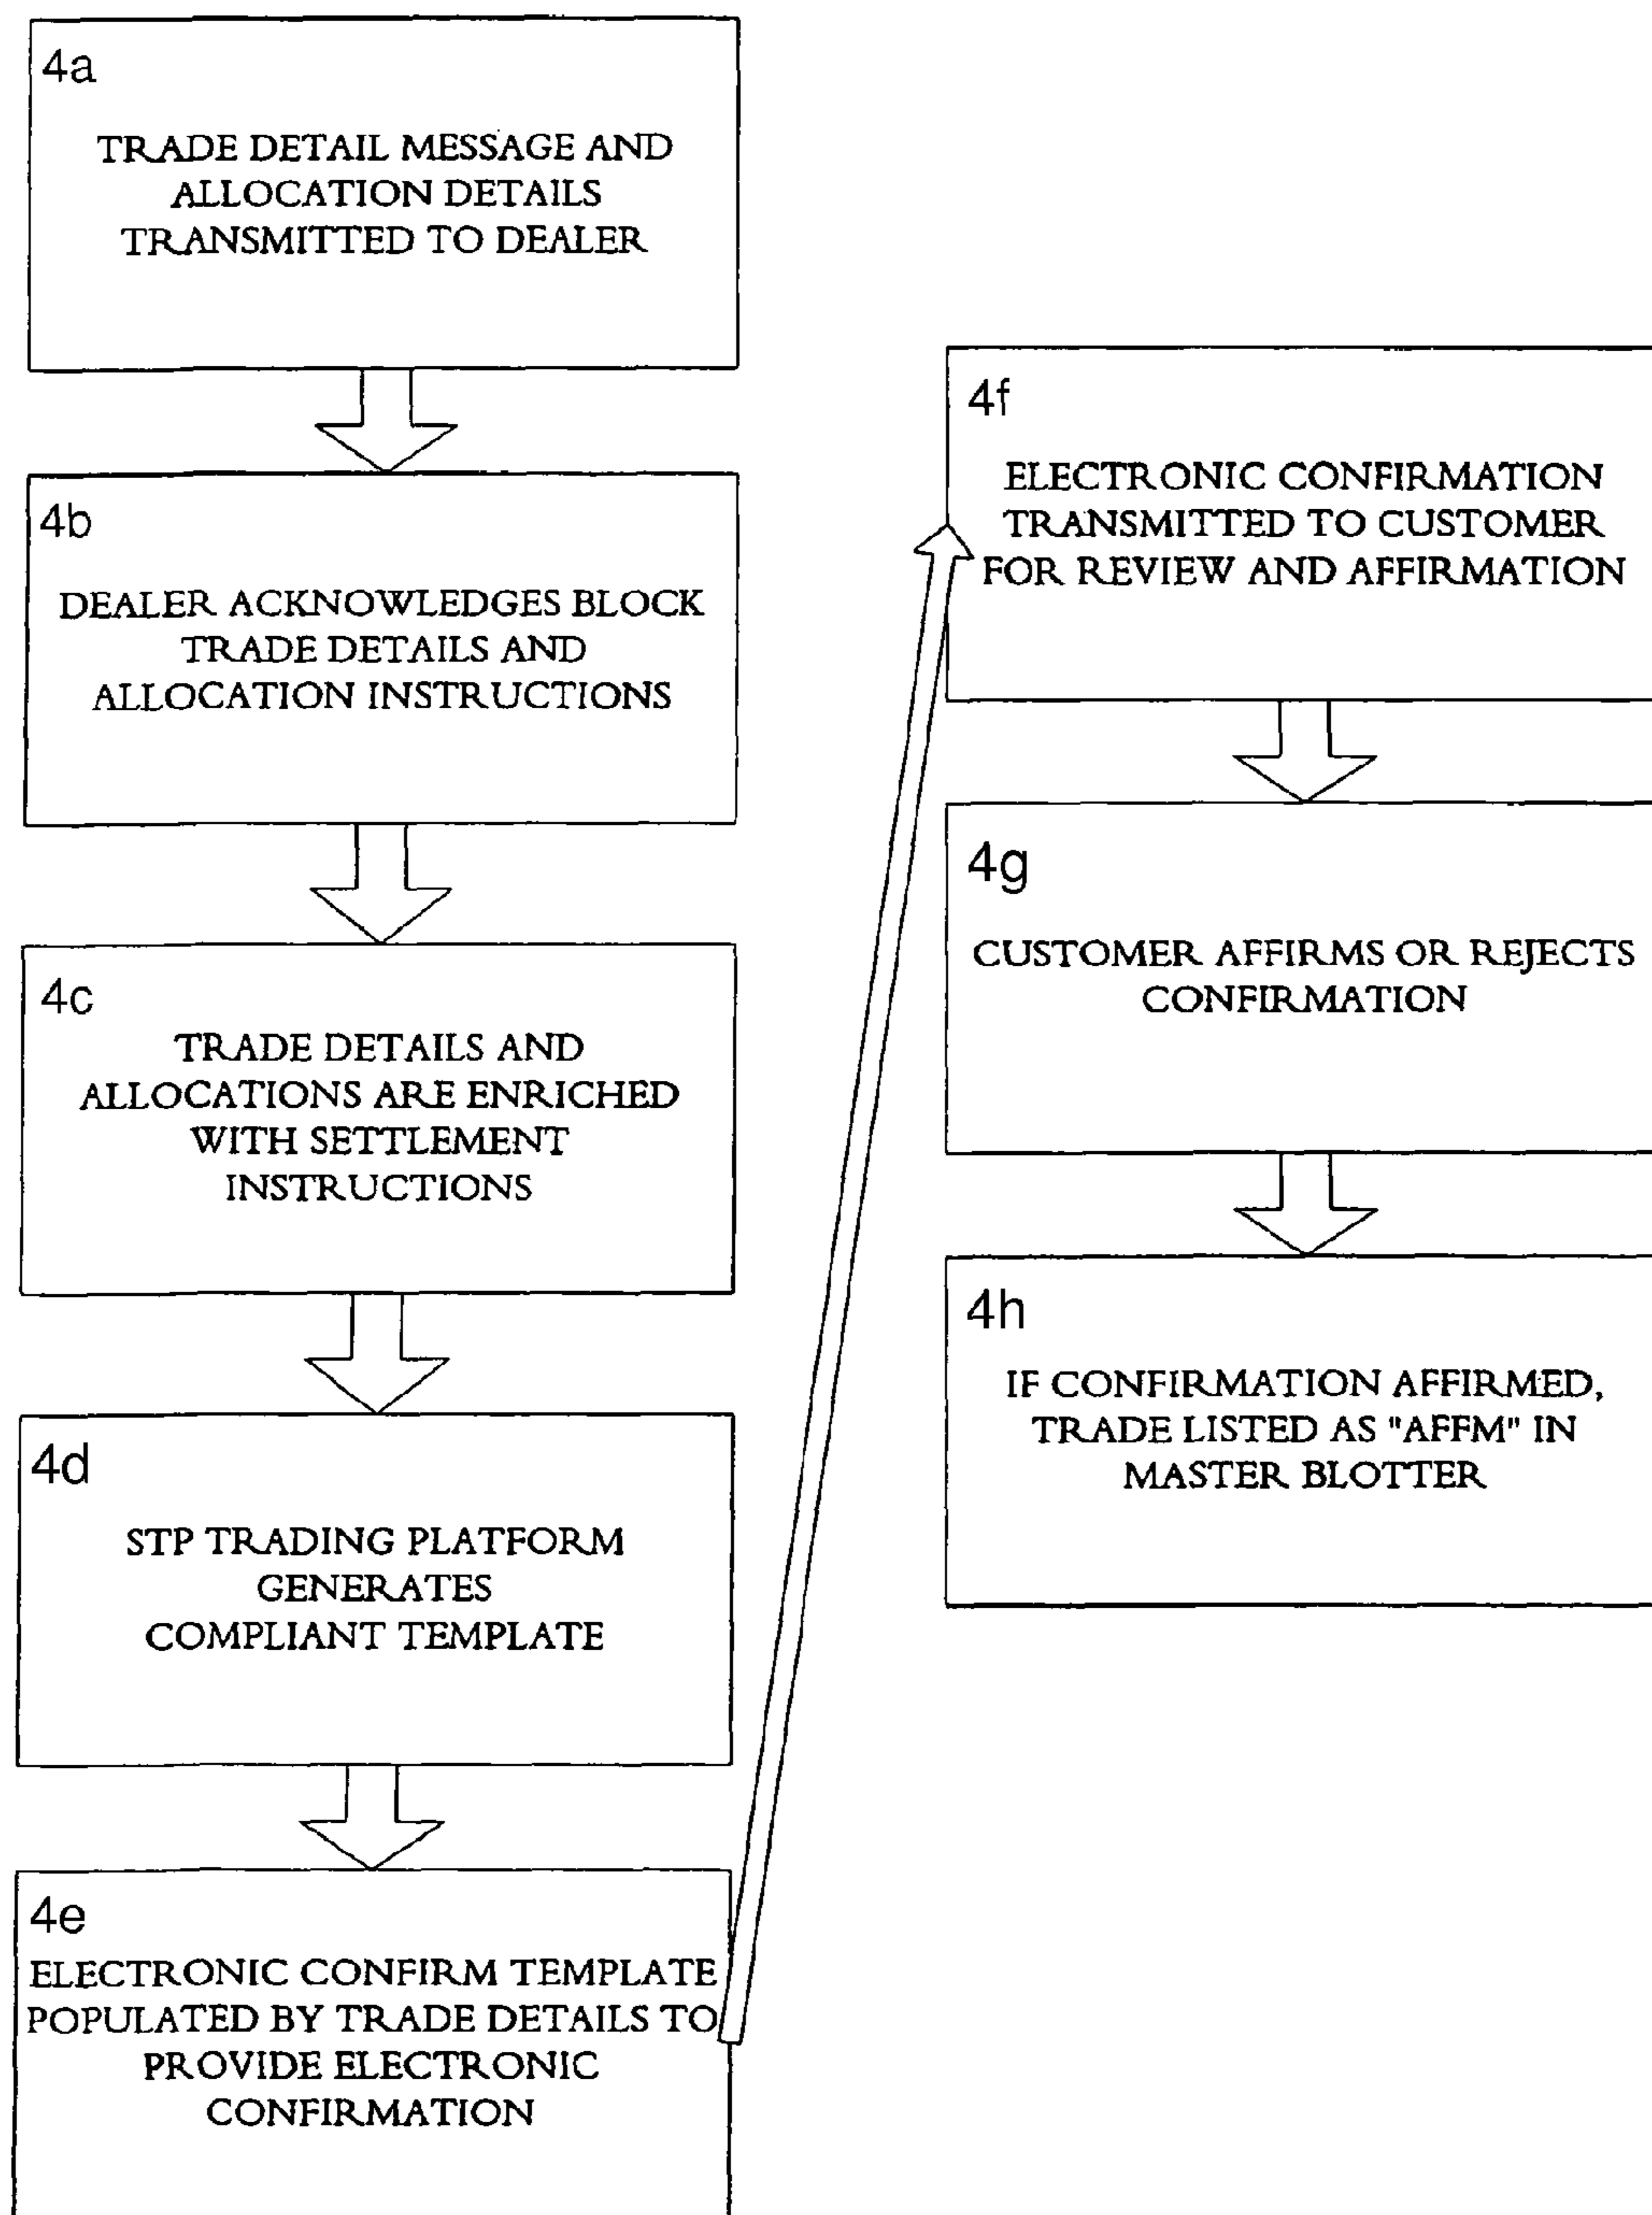 4a
TRADE DETAIL MESSAGE AND
ALLOCATION DETAILS
TRANSMITTED TO DEALER
4b
DEALER ACKNOWLEDGES BLOCK
TRADE DETAILS AND
ALLOCATION INSTRUCTIONS
4c
TRADE DETAILS AND
ALLOCATIONS ARE ENRICHED
WITH SETTLEMENT
INSTRUCTIONS
4d
STP TRADING PLATFORM
GENERATES
COMPLIANT TEMPLATE
4e
ELECTRONIC CONFIRM TEMPLATE
POPULATED BY TRADE DETAILS TO
PROVIDE ELECTRONIC
CONFIRMATION
4f
ELECTRONIC CONFIRMATION
TRANSMITTED TO CUSTOMER
FOR REVIEW AND AFFIRMATION
4g
CUSTOMER AFFIRMS OR REJECTS
CONFIRMATION
4h
IF CONFIRMATION AFFIRMED,
TRADE LISTED AS "AFFM" IN
MASTER BLOTTER